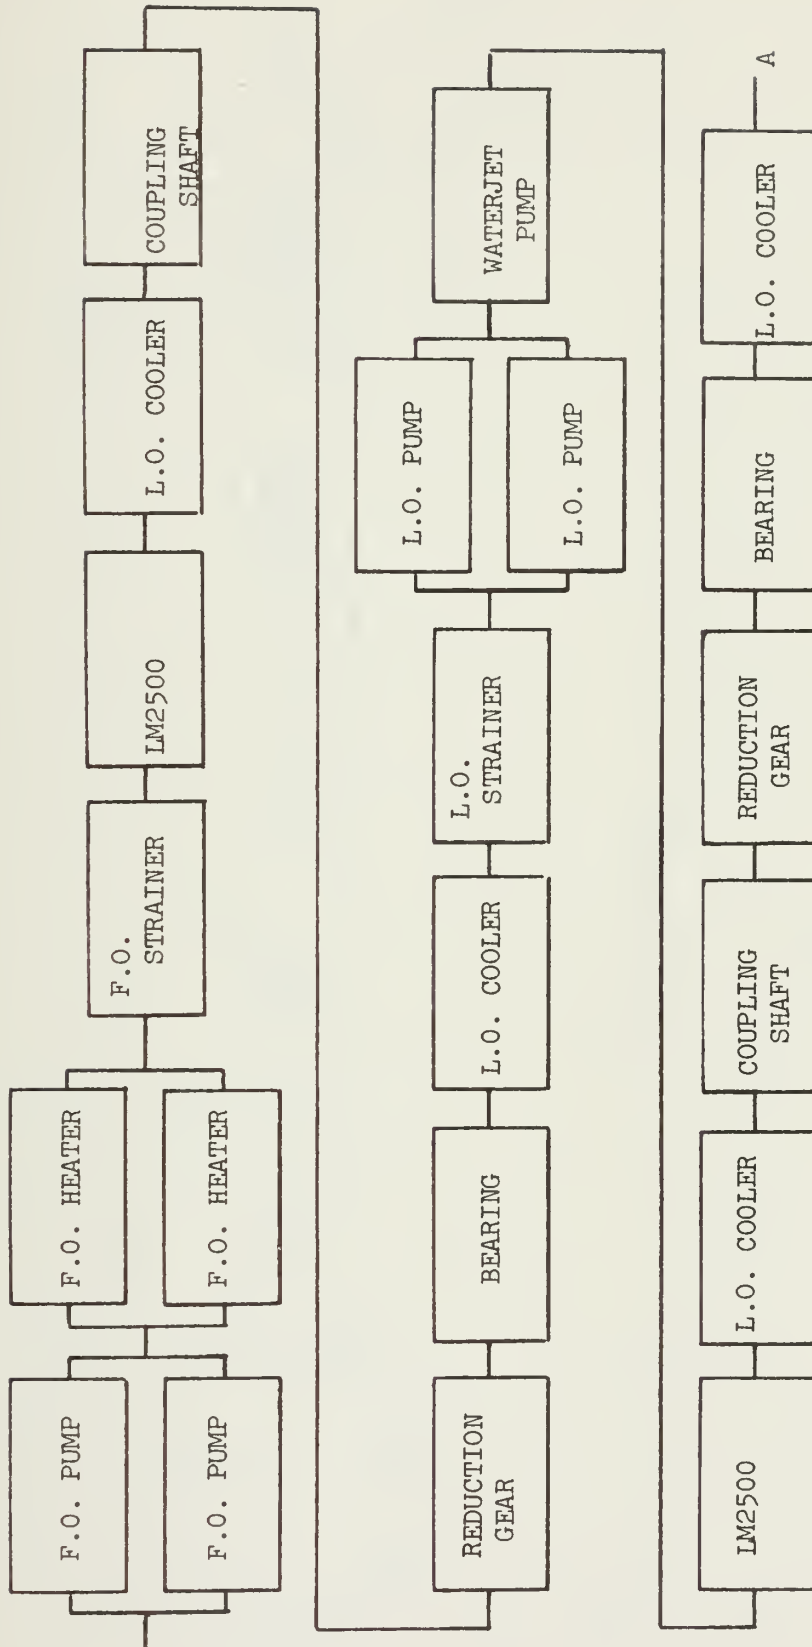 F.O. PUMP
F.O. PUMP
F.O. HEATER
F.O. HEATER
F.O.
STRAINER
LM2500
L.O. COOLER
COUPLING
SHAFT
REDUCTION
GEAR
BEARING
L.O. COOLER
L.O.
STRAINER
L.O. PUMP
L.O. PUMP
WATERJET
PUMP
LM2500
L.O. COOLER
COUPLING
SHAFT
REDUCTION
GEAR
BEARING
L.O. COOLER
A